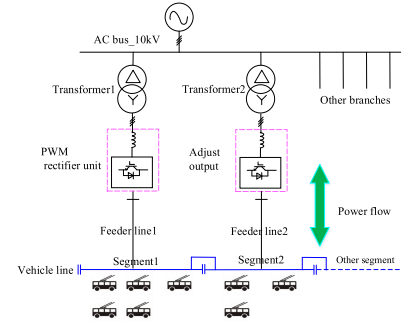 AC bus_10kV
Transformer1
Transformer2
Other branches
PWM
rectifier unit
Adjust
output
Power flow
Feeder line1
Feeder line2
Vehicle line
Segment1
Segment2
Other segment